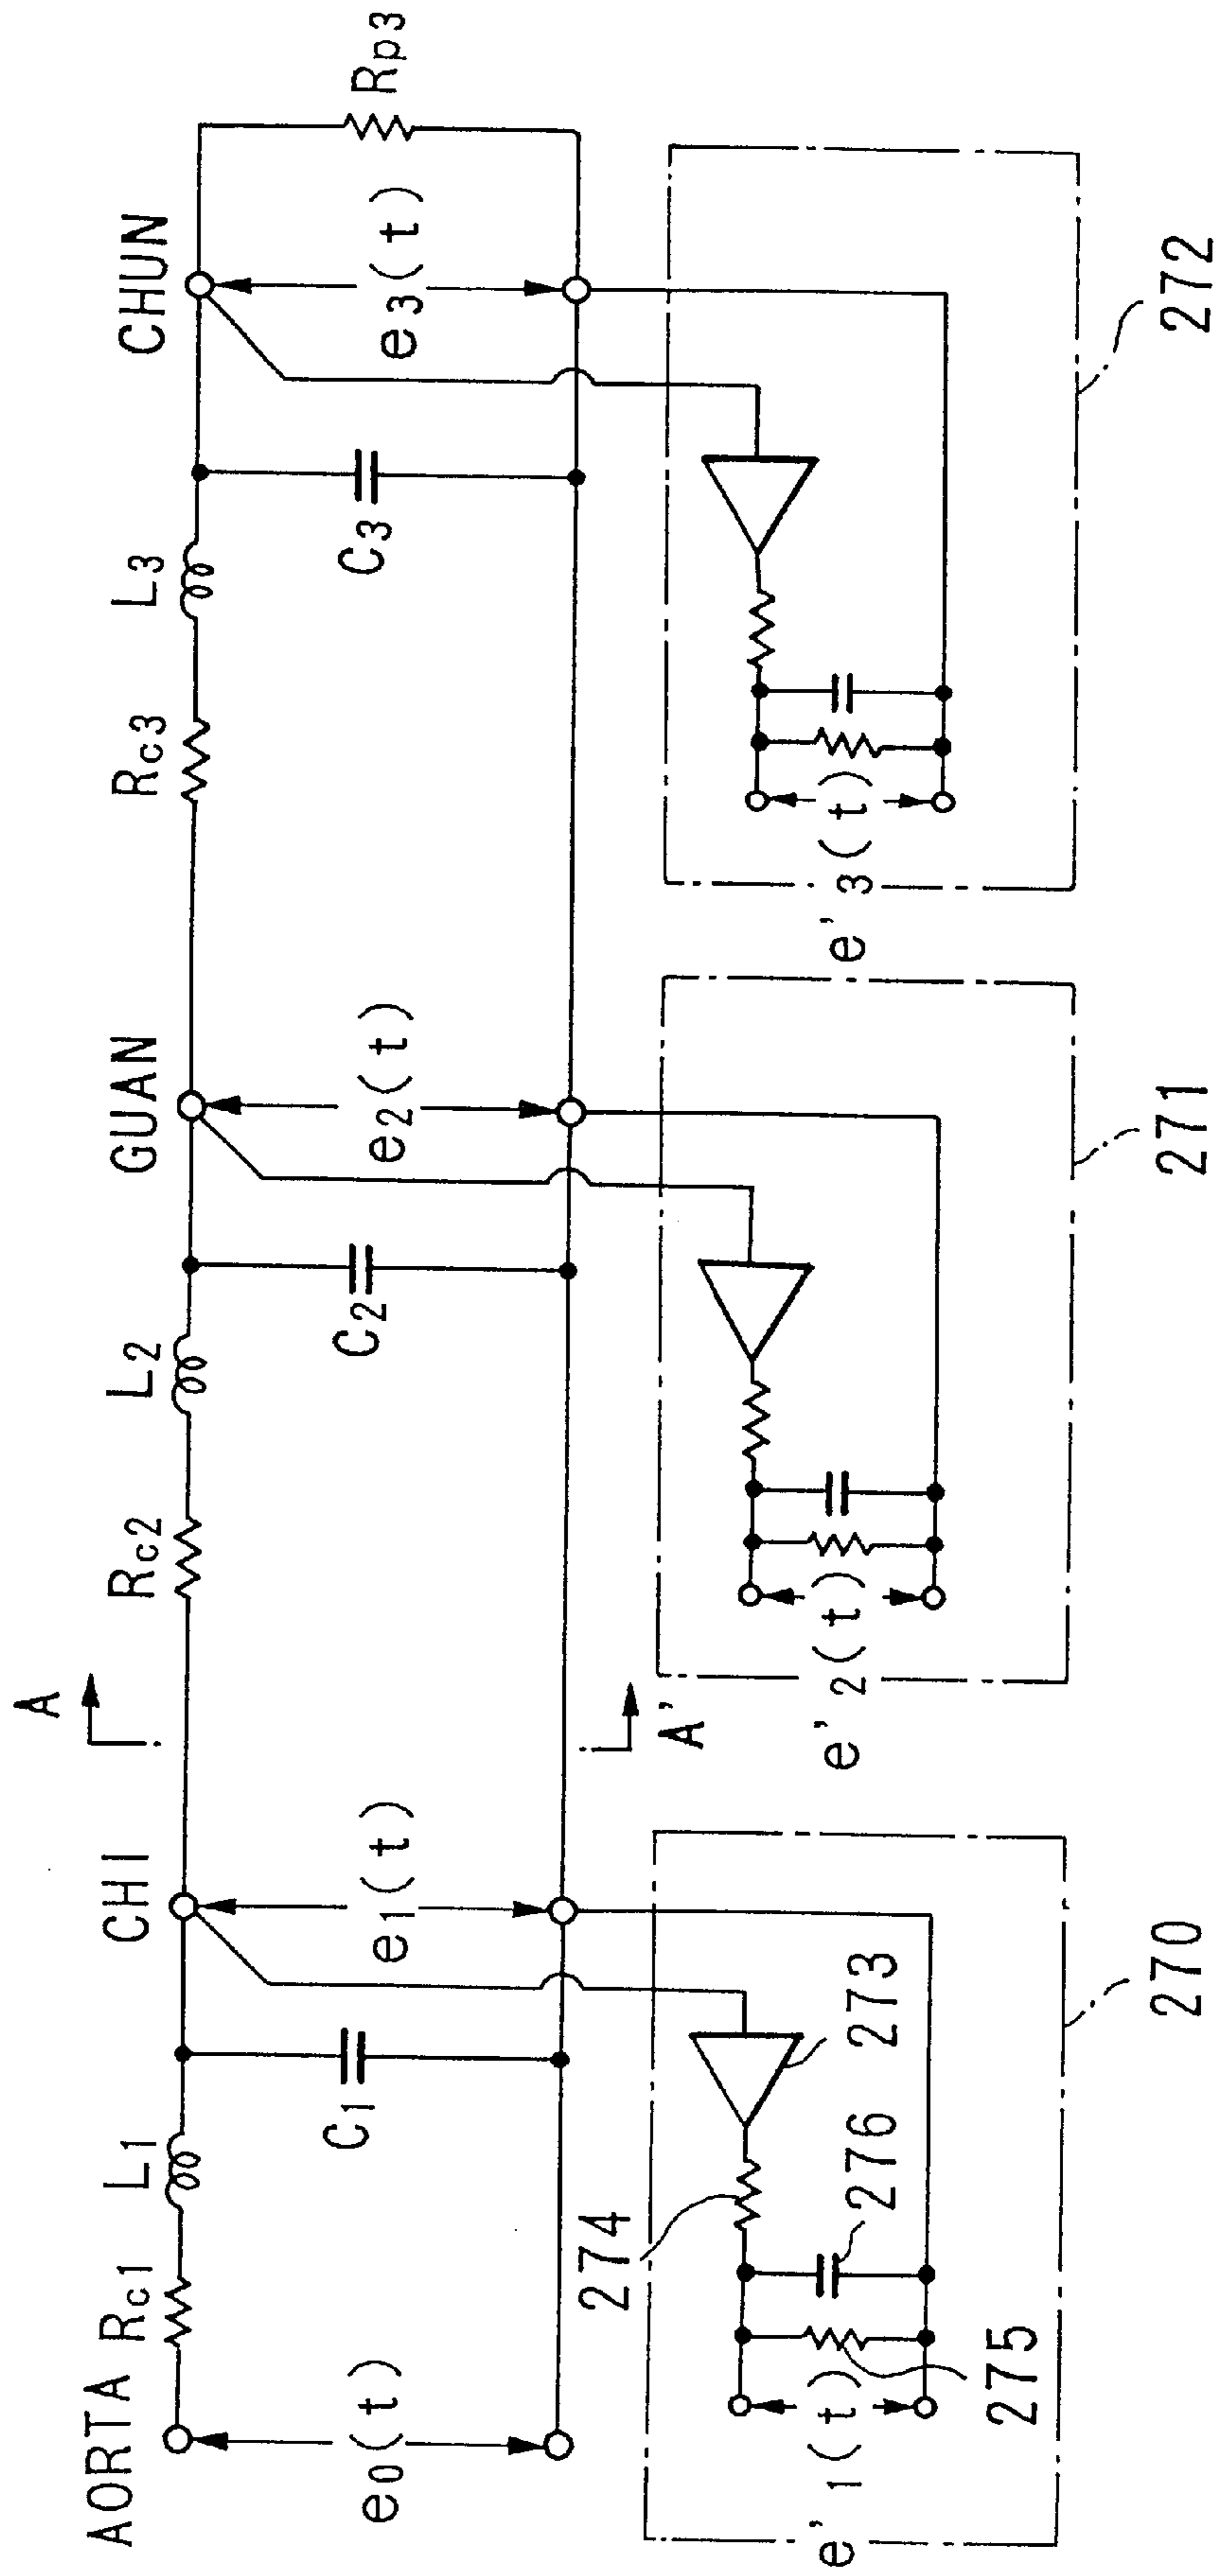 AORTA
Rc1
L1
CHI
A
Rc2
L2
GUAN
Rc3
L3
CHUN
Rp3
e0(t)
C1
e1(t)
C2
e2(t)
C3
e3(t)
A'
274
273
276
275
e'1(t)
270
e'2(t)
271
e'3(t)
272